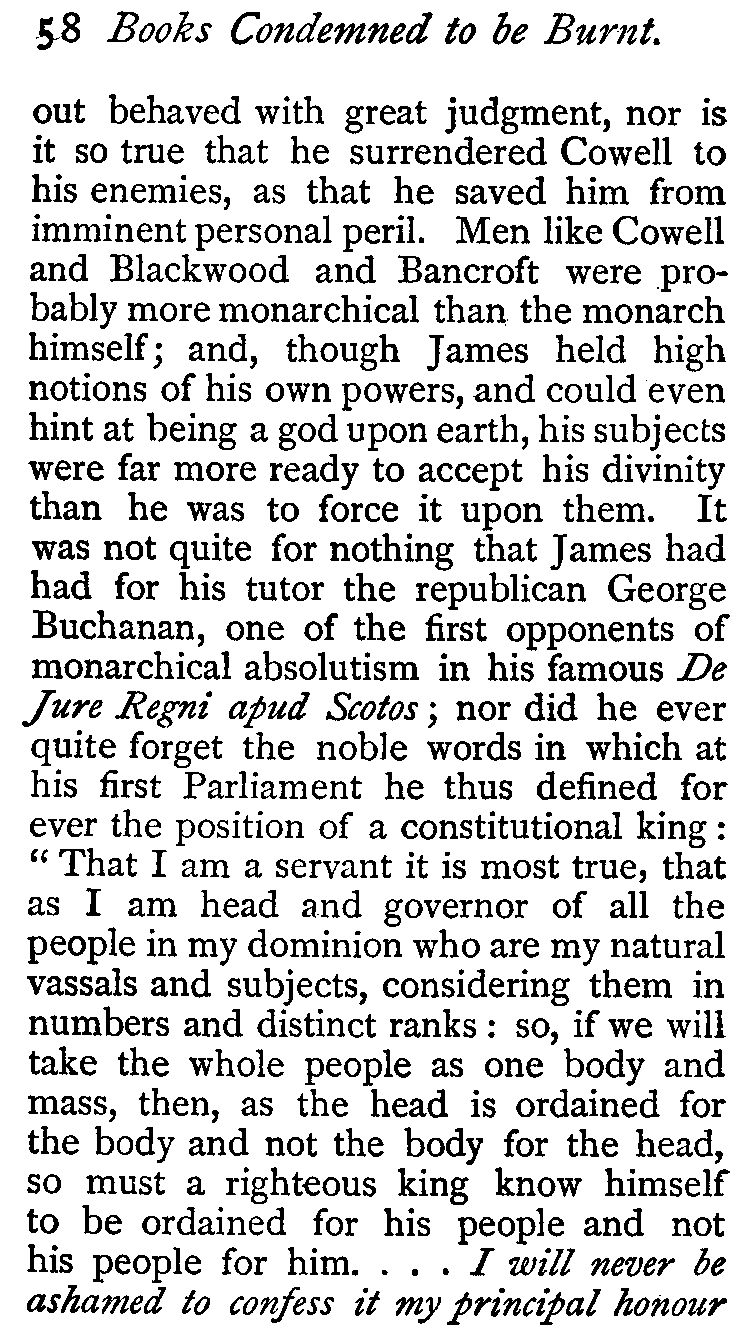 58 Books Condemned to be Burnt.
out behaved with great judgment, nor is
it so true that he surrendered Cowell to
his enemies, as that he saved him from
imminent personal peril. Men like Cowell
and Blackwood and Bancroft were pro-
bably more monarchical than the monarch
himself; and, though James held high
notions of his own powers, and could even
hint at being a god upon earth, his subjects
were far more ready to accept his divinity
than he was to force it upon them. It
was not quite for nothing that James had
had for his tutor the republican George
Buchanan, one of the first opponents of
monarchical absolutism in his famous De
Jure Regni apud Scotos; nor did he ever
quite forget the noble words in which at
his first Parliament he thus defined for
ever the position of a constitutional king:
“That I am a servant it is most true, that
as I am head and governor of all the
people in my dominion who are my natural
vassals and subjects, considering them in
numbers and distinct ranks: so, if we will
take the whole people as one body and
mass, then, as the head is ordained for
the body and not the body for the head,
so must a righteous king know himself
to be ordained for his people and not
his people for him. . . . I will never be
ashamed to confess it my principal honour